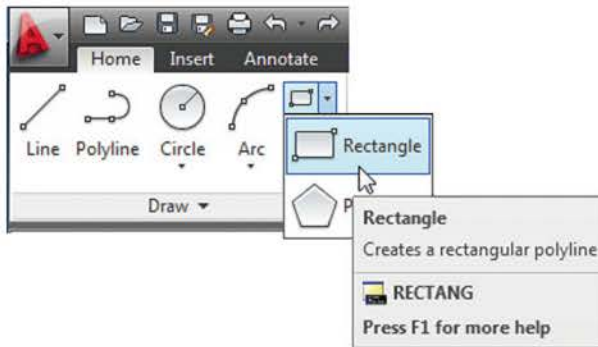 Home Insert Annotate
Line Polyline Circle Arc
Rectangle
Draw
P
Rectangle
Creates a rectangular polyline
RECTANG
Press F1 for more help